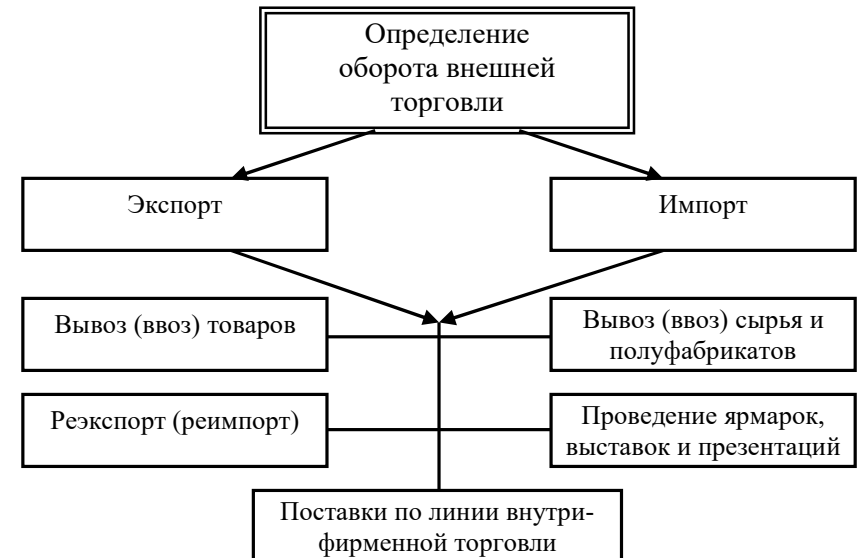 Определение
оборота внешней
торговли
Экспорт
Импорт
Вывоз (ввоз) товаров
Вывоз (ввоз) сырья и
полуфабрикатов
Реэкспорт (реимпорт)
Проведение ярмарок,
выставок и презентаций
Поставки по линии внутри-
фирменной торговли